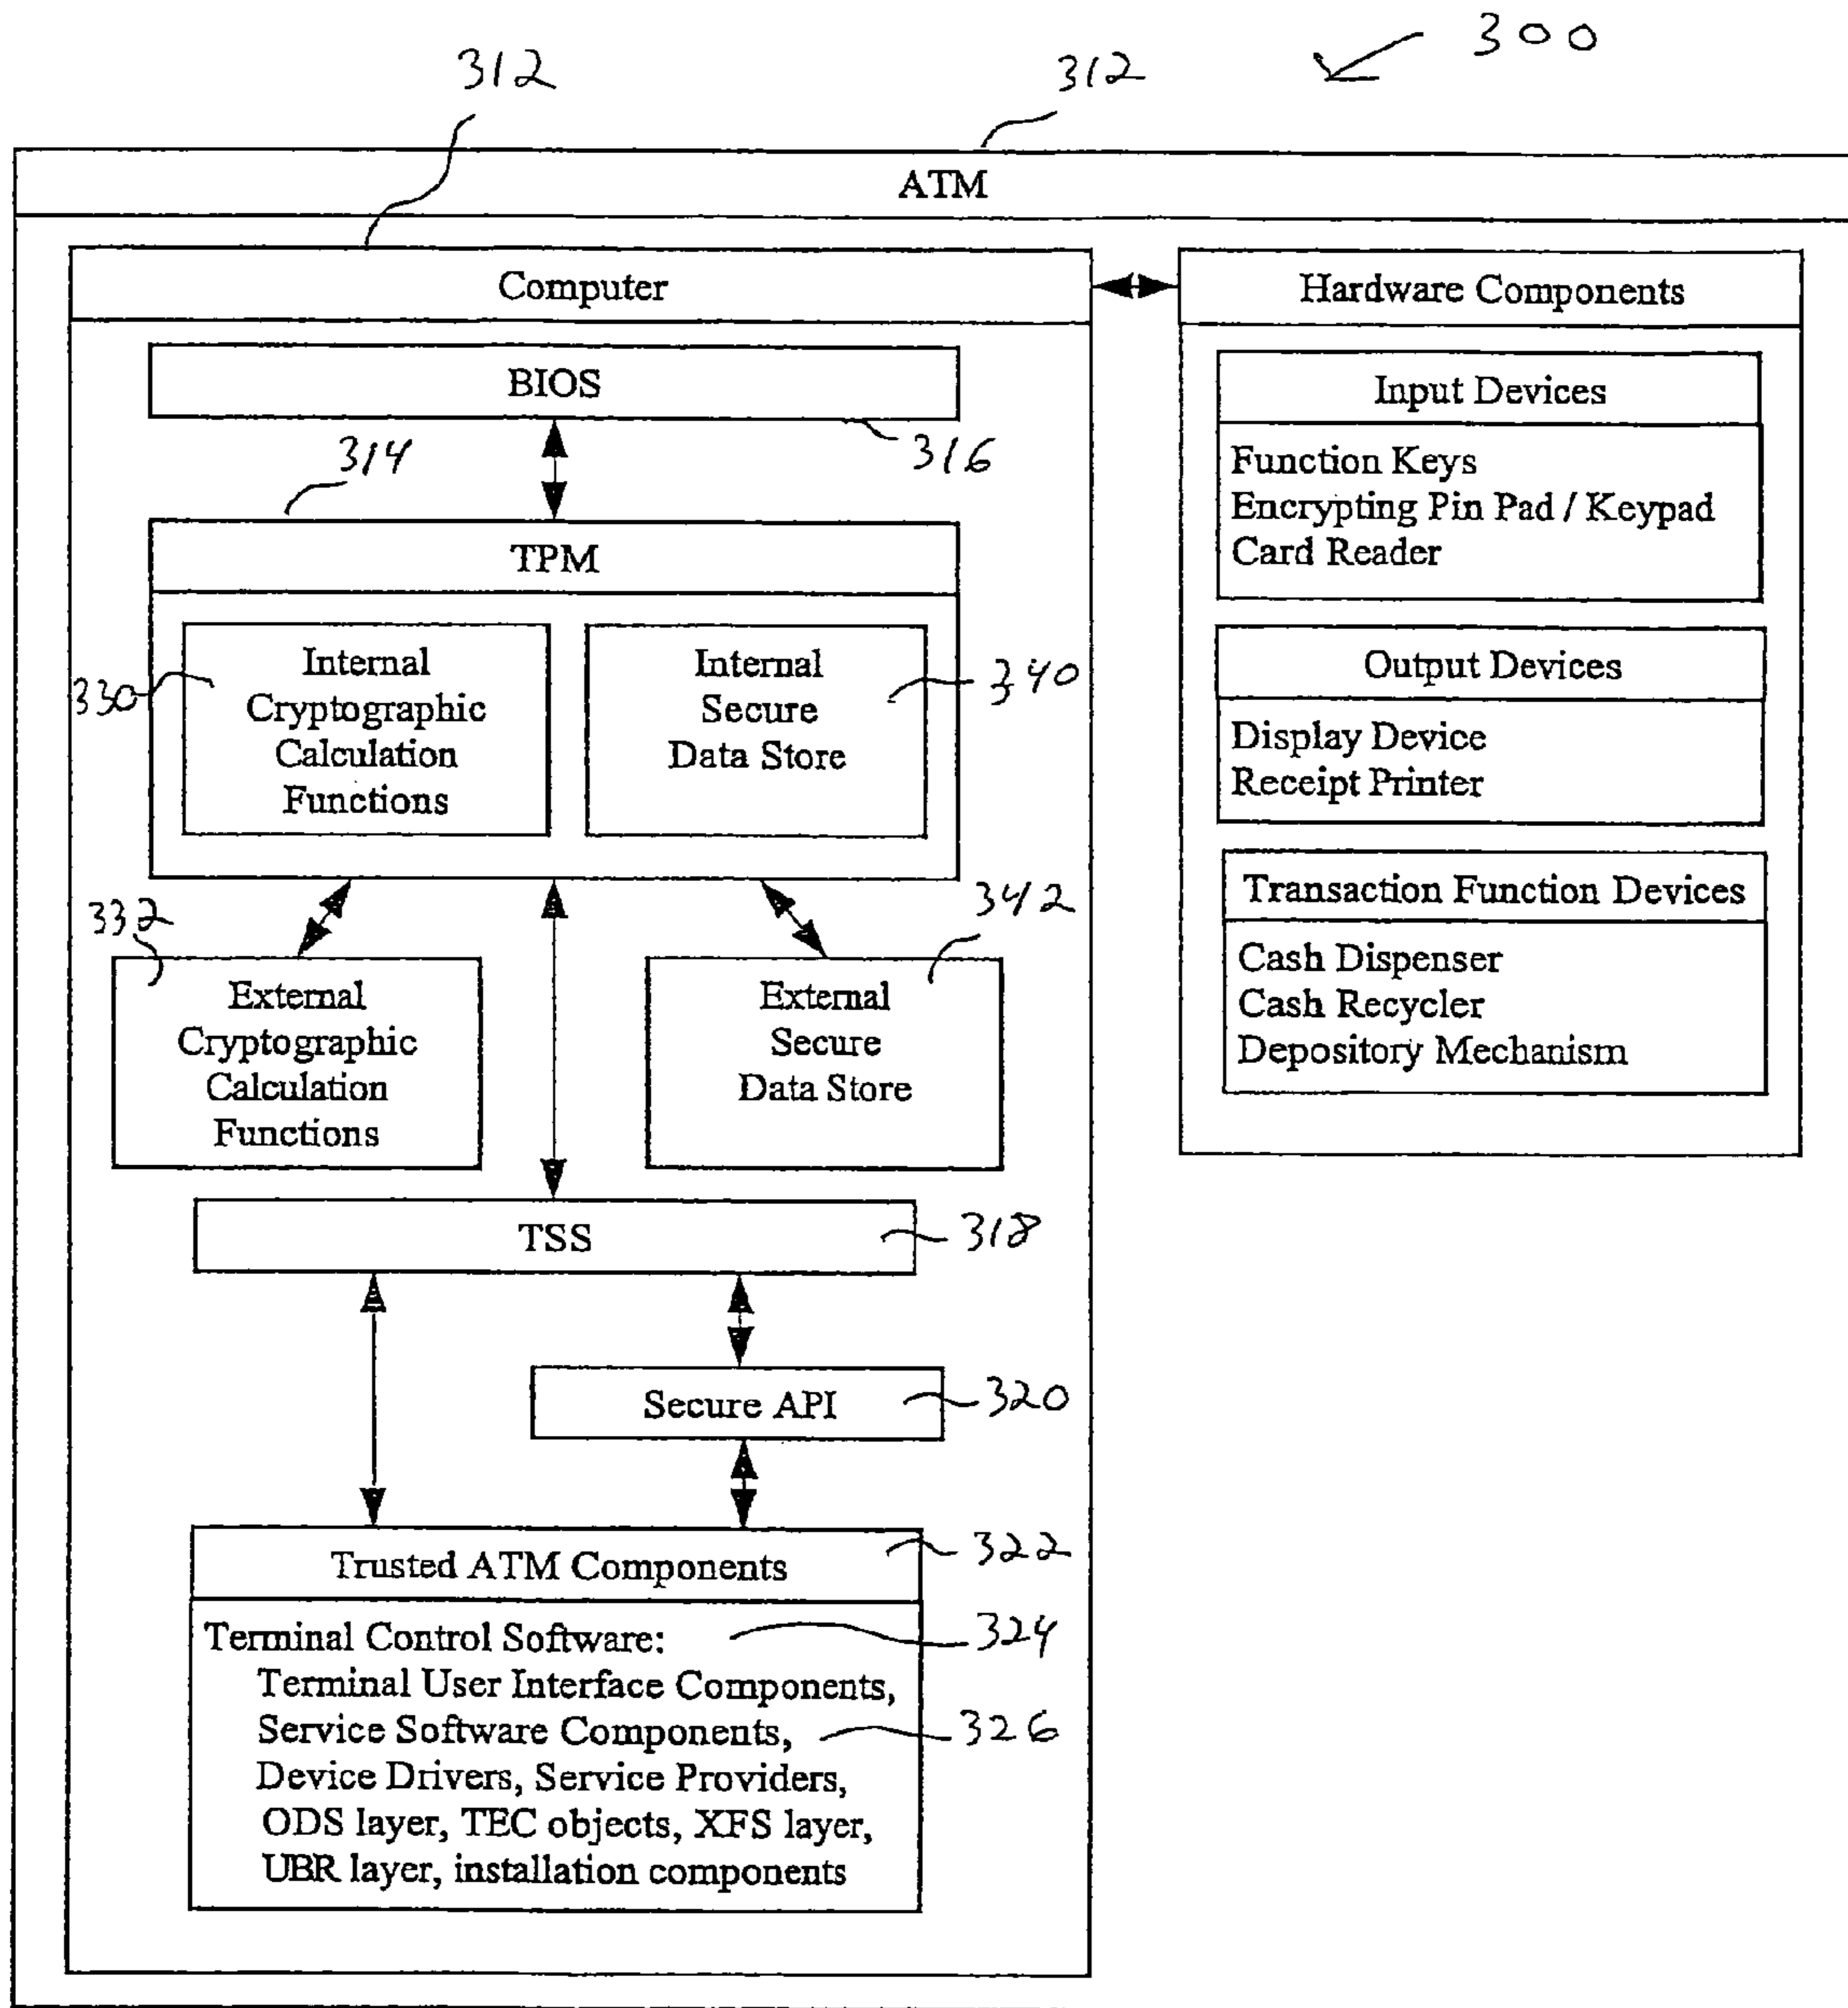 300
312
312
ATM
Computer
BIOS
316
314
TPM
Internal
Cryptographic
Calculation
Functions
330
Internal
Secure
Data Store
340
332
External
Cryptographic
Calculation
Functions
342
External
Secure
Data Store
TSS
318
Secure API
320
Trusted ATM Components
322
Terminal Control Software:
324
Terminal User Interface Components,
Service Software Components,
326
Device Drivers, Service Providers,
ODS layer, TEC objects, XFS layer,
UBR layer, installation components
Hardware Components
Input Devices
Function Keys
Encrypting Pin Pad / Keypad
Card Reader
Output Devices
Display Device
Receipt Printer
Transaction Function Devices
Cash Dispenser
Cash Recycler
Depository Mechanism